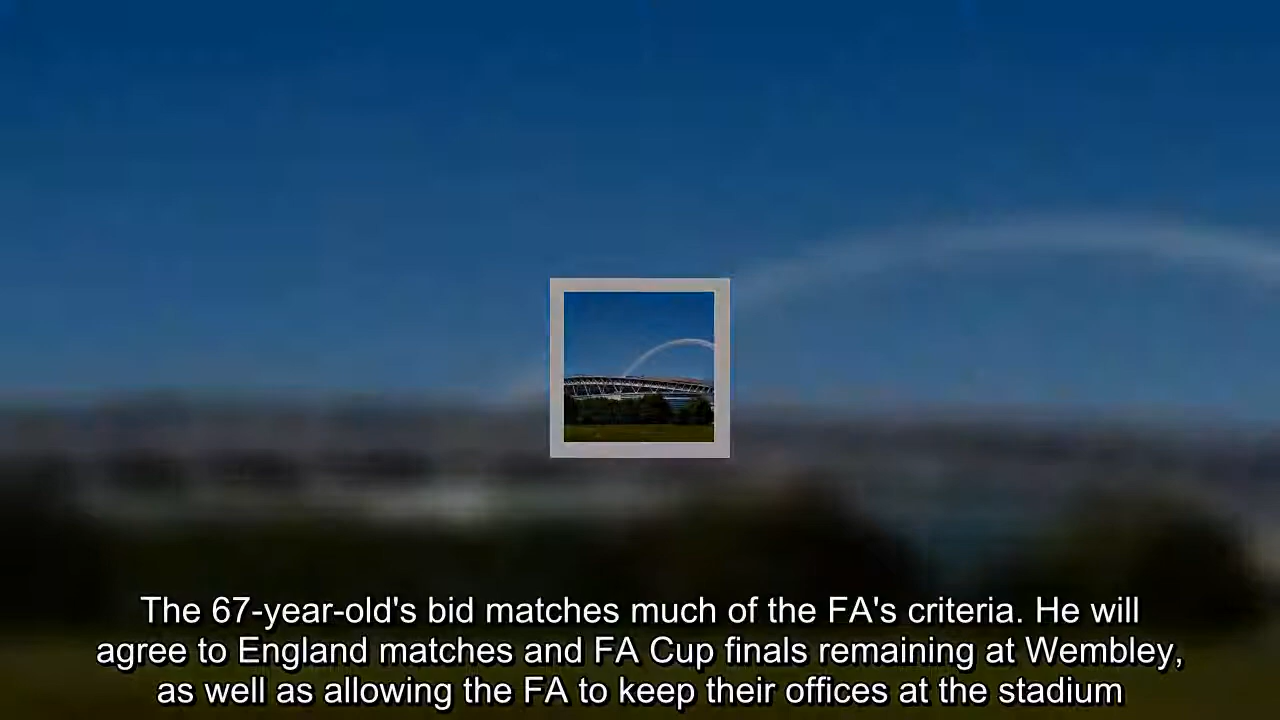 The 67-year-old's bid matches much of the FA's criteria. He will
agree to England matches and FA Cup finals remaining at Wembley,
as well as allowing the FA to keep their offices at the stadium